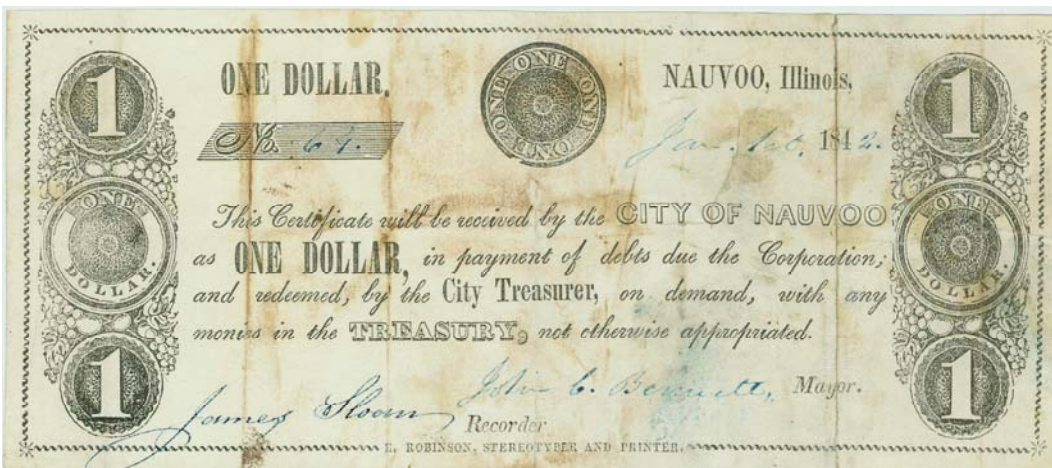 1 1
ONE DOLLAR. ONE ONE ONE ONE NAUVOO, Illinois,
No. 61. Jan. 1st, 1842.
This Certificate will be received by the CITY OF NAUVOO
as ONE DOLLAR, in payment of debts due the Corporation;
and redeemed, by the City Treasurer, on demand, with any
monies in the TREASURY, not otherwise appropriated.
ONE DOLLAR. ONE DOLLAR.
1 1
John C. Bennett, Mayor.
James Sloan Recorder
E. ROBINSON, STEREOTYPER AND PRINTER.